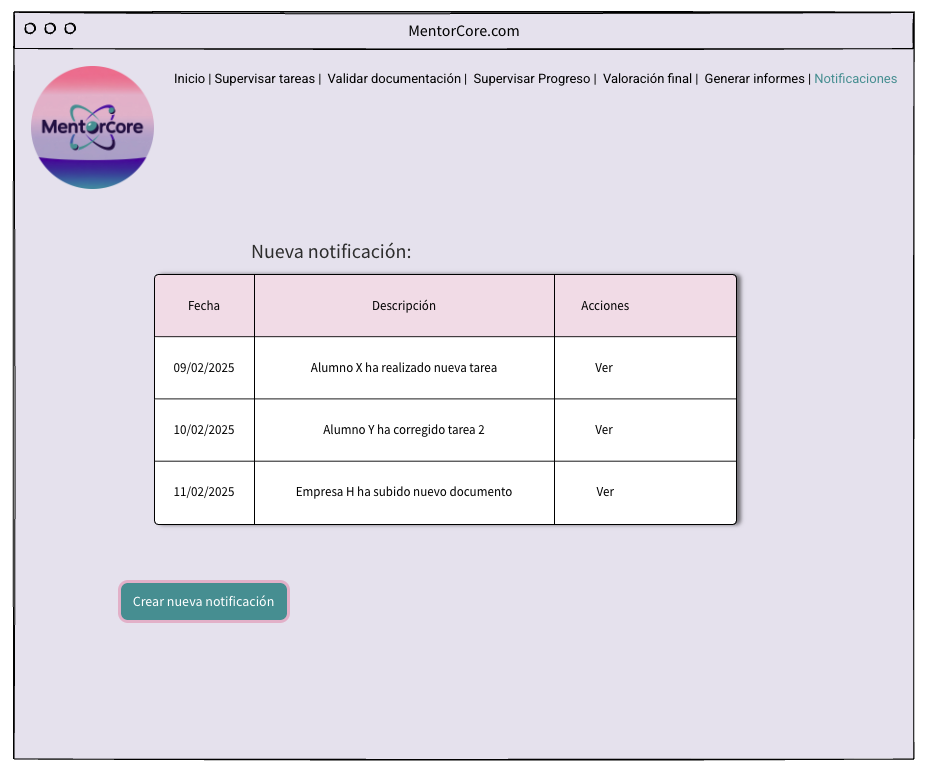 MentorCore.com
Inicio | Supervisar tareas | Validar documentación | Supervisar Progreso | Valoración final | Generar informes | Notificaciones
MentorCore
Nueva notificación:
Fecha Descripción Acciones
09/02/2025 Alumno X ha realizado nueva tarea Ver
10/02/2025 Alumno Y ha corregido tarea 2 Ver
11/02/2025 Empresa H ha subido nuevo documento Ver
Crear nueva notificación